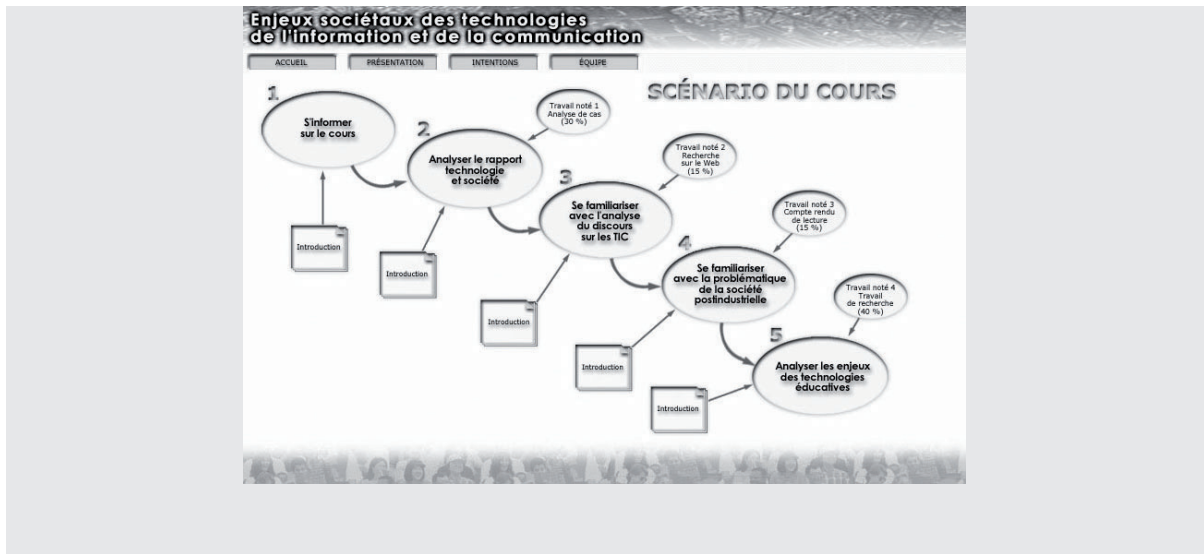 Enjeux sociétaux des technologies
de l'information et de la communication
ACCUEIL
PRÉSENTATION
INTENTIONS
ÉQUIPE
SCÉNARIO DU COURS
1
S'informer
sur le cours
Introduction
2
Analyser le rapport
technologie
et société
Travail noté 1
Analyse de cas
(30 %)
Introduction
3
Se familiariser
avec l'analyse
du discours
sur les TIC
Travail noté 2
Recherche
sur le Web
(15 %)
Introduction
4
Se familiariser
avec la problématique
de la société
postindustrielle
Travail noté 3
Compte rendu
de lecture
(15 %)
Introduction
5
Analyser les enjeux
des technologies
éducatives
Travail noté 4
Travail
de recherche
(40 %)
Introduction